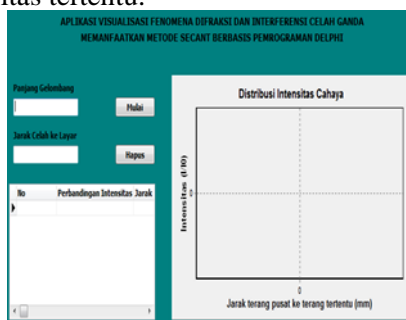 itas tertentu.
APLIKASI VISUALISASI FENOMENA DIFRAKSI DAN INTERFERENSI CELAH GANDA
MEMANFAATKAN METODE SECANT BERBASIS PEMROGRAMAN DELPHI
Panjang Gelombang
Mulai
Jarak Celah ke Layar
Hapus
No Perbandingan Intensitas Jarak
Distribusi Intensitas Cahaya
Intensitas (I/I0)
0
0
Jarak terang pusat ke terang tertentu (mm)